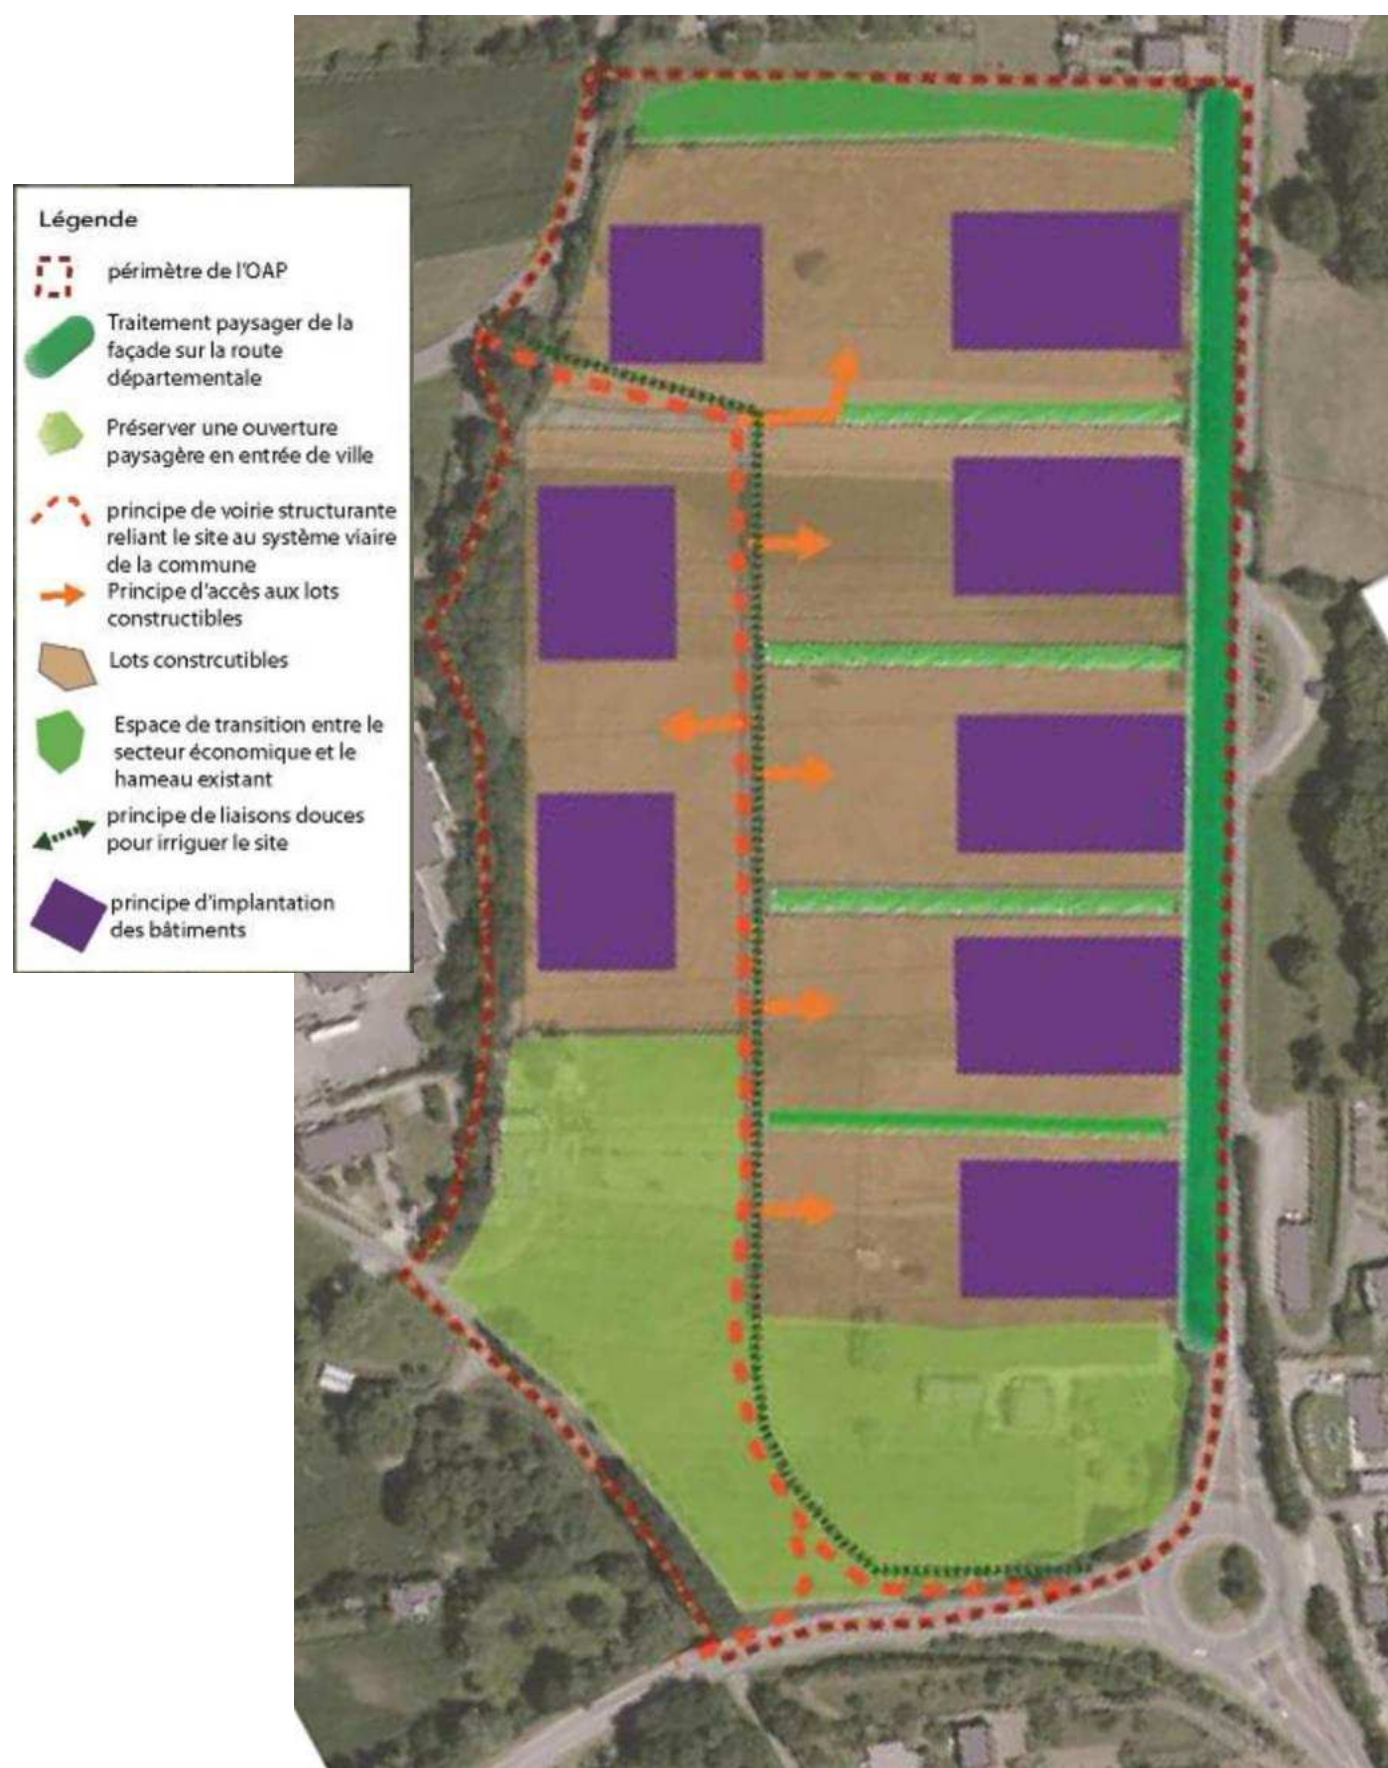 Légende
périmètre de l'OAP
Traitement paysager de la
façade sur la route
départementale
Préserver une ouverture
paysagère en entrée de ville
principe de voirie structurante
reliant le site au système viaire
de la commune
Principe d'accès aux lots
constructibles
Lots constrcutibles
Espace de transition entre le
secteur économique et le
hameau existant
principe de liaisons douces
pour irriguer le site
principe d'implantation
des bâtiments